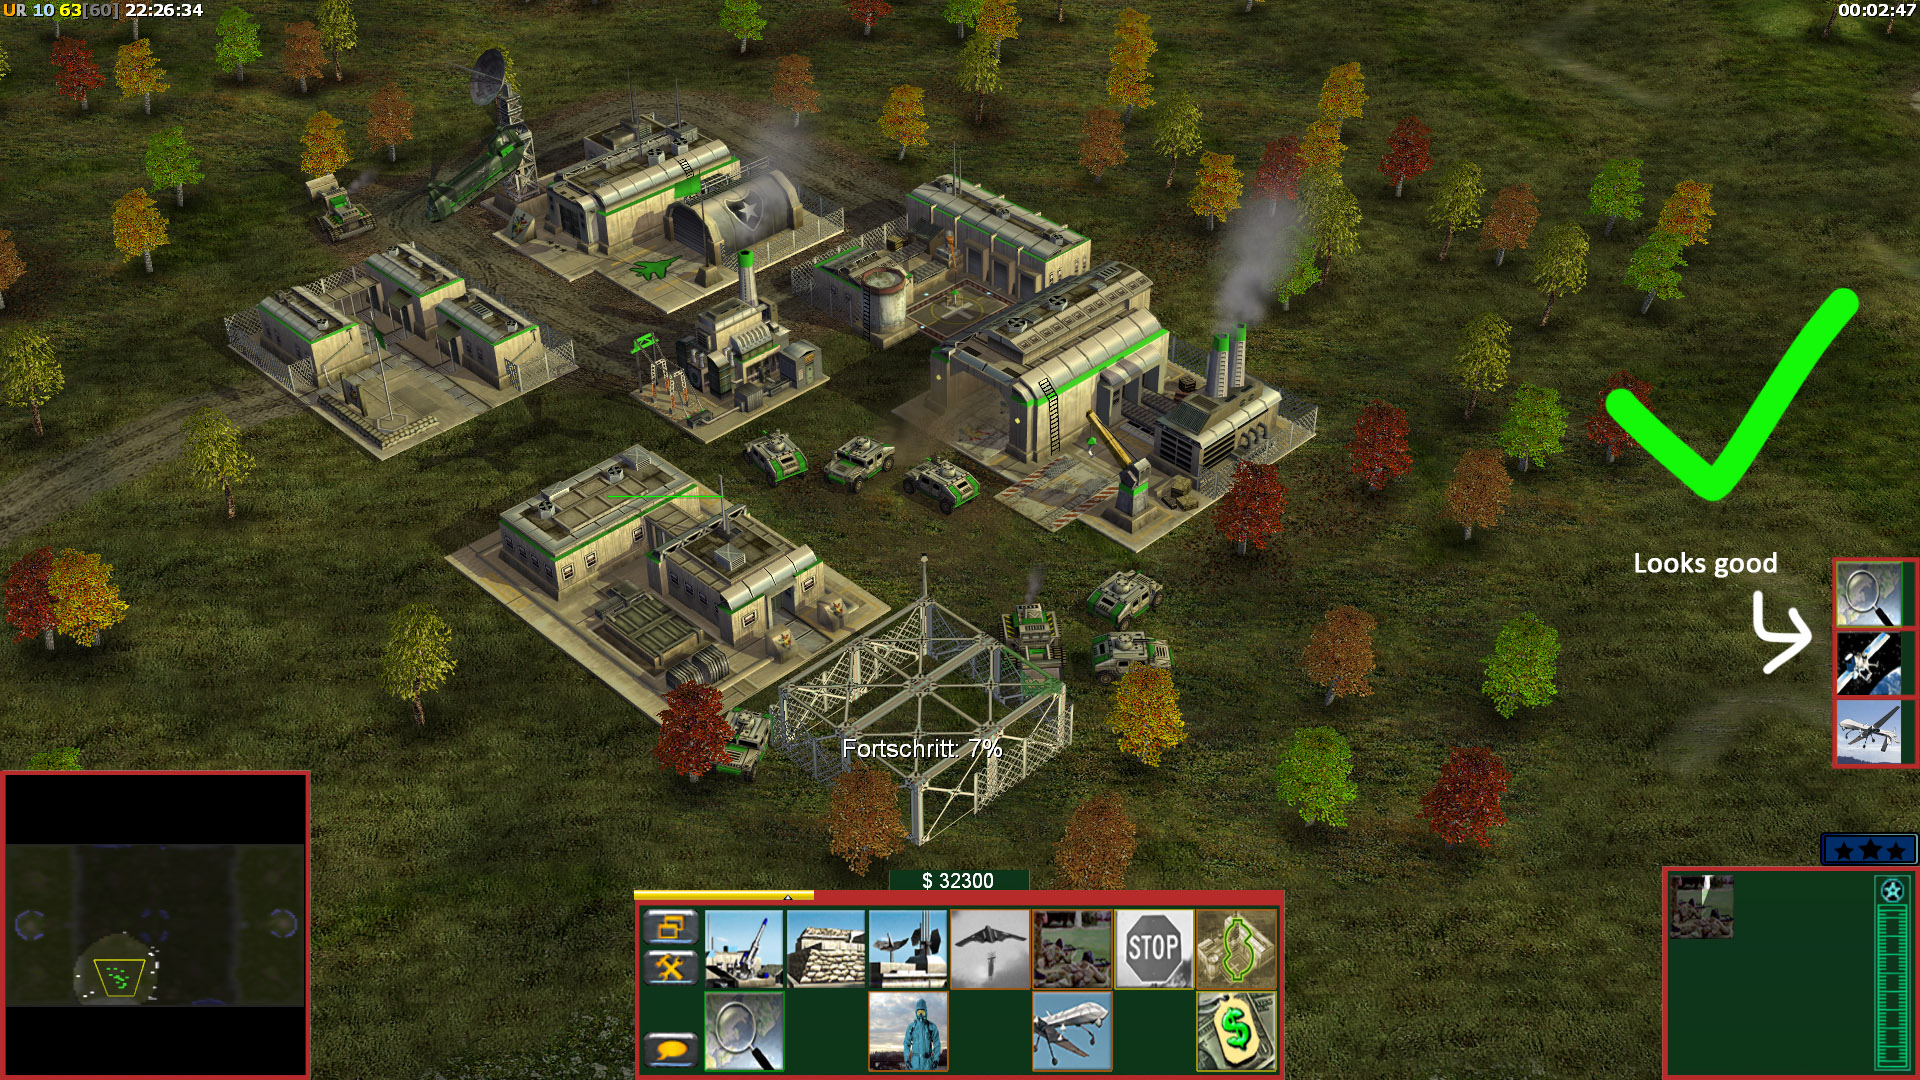 UR 10 63[60] 22:26:34
00:02:47
Looks good
Fortschritt: 7%
$ 32300
STOP
$